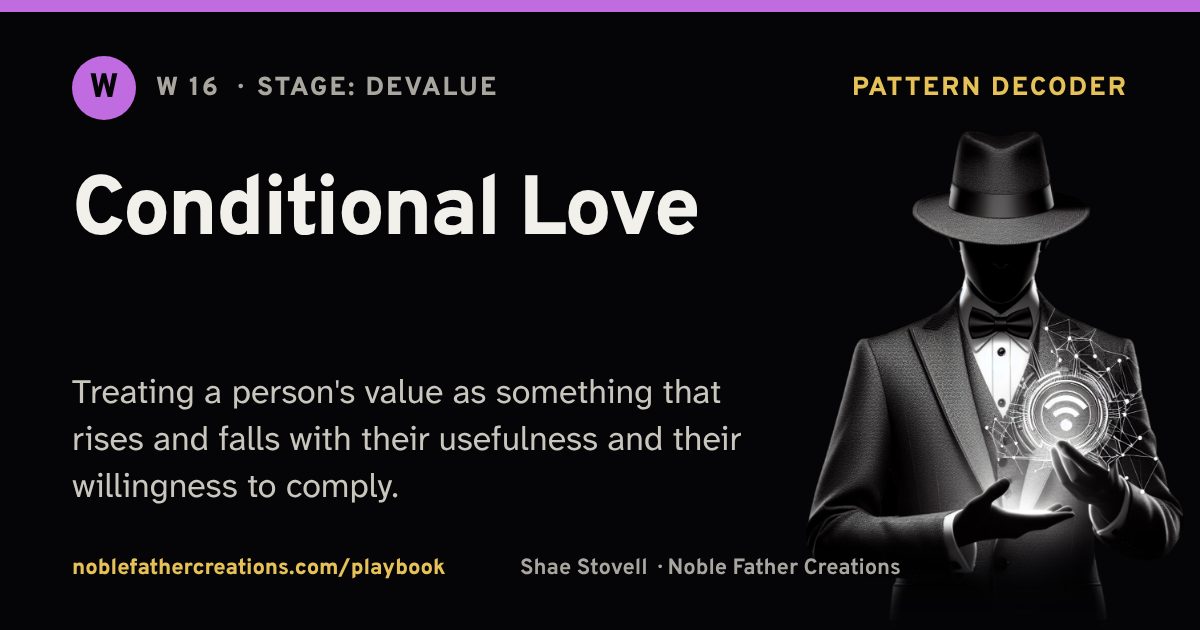 W
W 16 · STAGE: DEVALUE
PATTERN DECODER
Conditional Love
Treating a person's value as something that
rises and falls with their usefulness and their
willingness to comply.
noblefathercreations.com/playbook
Shae Stovell · Noble Father Creations